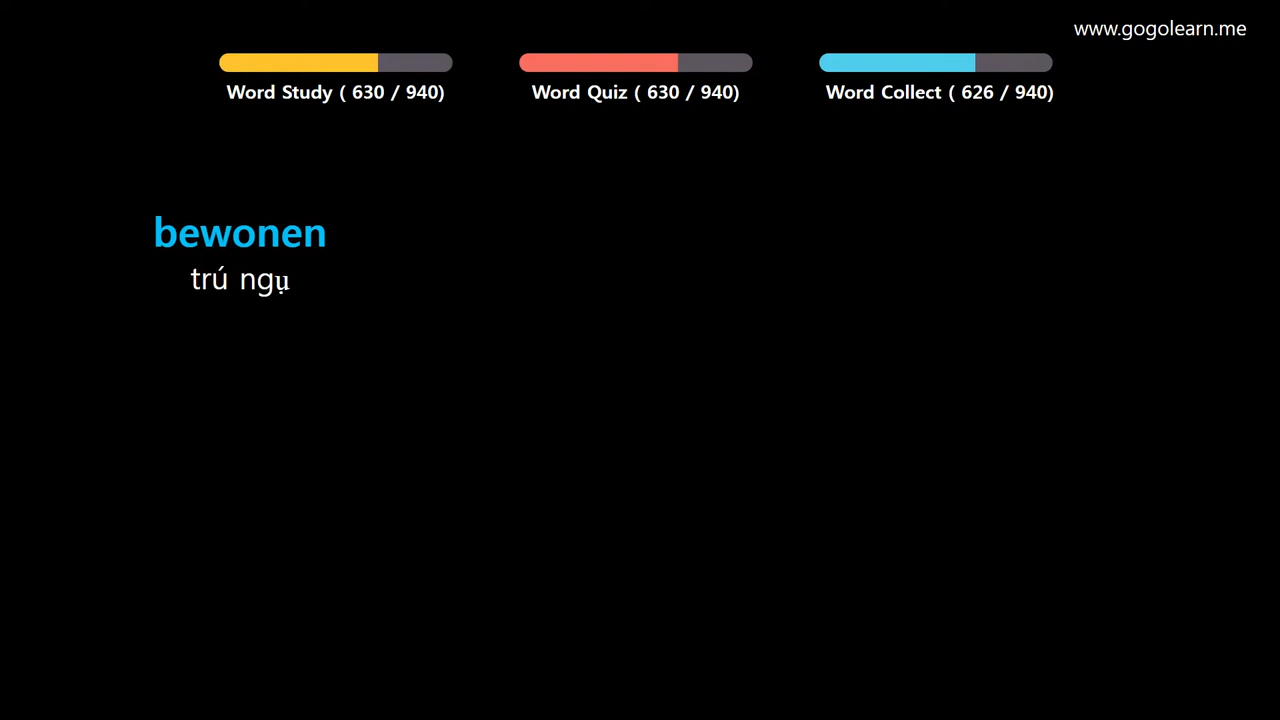 www.gogolearn.me
Word Study ( 630 / 940)
Word Quiz ( 630 / 940)
Word Collect ( 626 / 940)
bewonen
trú ngụ